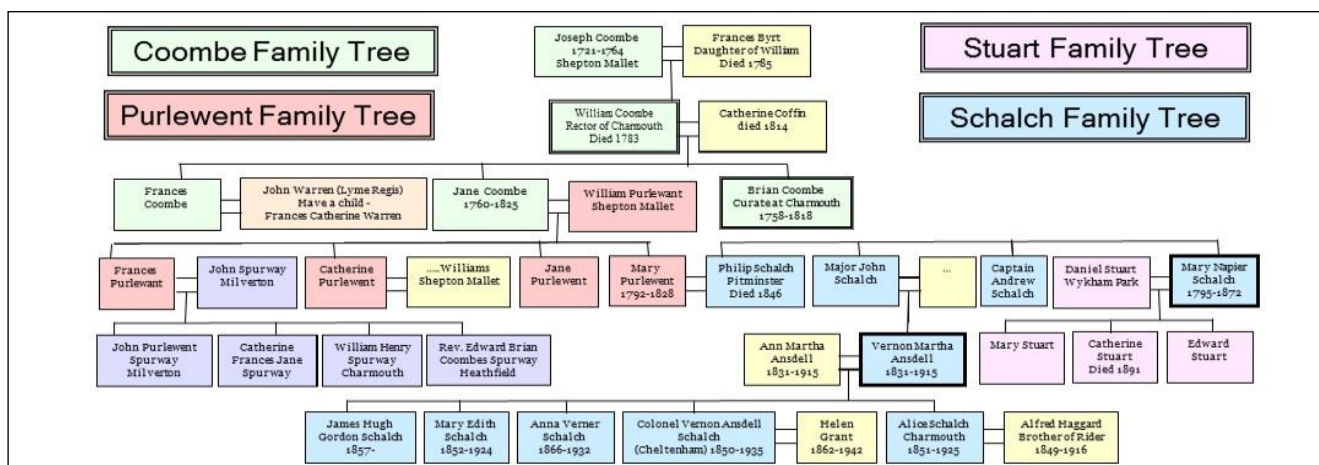 Coombe Family Tree
Purlewent Family Tree
Joseph Coombe
1721-1764
Shepton Mallet
Frances Byrt
Daughter of William
Died 1785
Stuart Family Tree
Schalch Family Tree
William Coombe
Rector of Charmouth
Died 1783
Catherine Coffin
died 1814
Frances
Coombe
John Warren (Lyme Regis)
Have a child -
Frances Catherine Warren
Jane Coombe
1760-1825
William Purlewant
Shepton Mallet
Brian Coombe
Curate at Charmouth
1758-1818
Frances
Purlewant
John Spurway
Milverton
Catherine
Purlewent
.....Williams
Shepton Mallet
Jane
Purlewent
Mary
Purlewent
1792-1828
Philip Schalch
Pitminster
Died 1846
Major John
Schalch
...
Captain
Andrew
Schalch
Daniel Stuart
Wykham Park
Mary Napier
Schalch
1795-1872
John Purlewent
Spurway
Milverton
Catherine
Frances Jane
Spurway
William Henry
Spurway
Charmouth
Rev. Edward Brian
Coombes Spurway
Heathfield
Ann Martha
Ansdell
1831-1915
Vernon Martha
Ansdell
1831-1915
Mary Stuart
Catherine
Stuart
Died 1891
Edward
Stuart
James Hugh
Gordon Schalch
1857-
Mary Edith
Schalch
1852-1924
Anna Verner
Schalch
1866-1932
Colonel Vernon Ansdell
Schalch
(Cheltenham) 1850-1935
Helen
Grant
1862-1942
Alice Schalch
Charmouth
1851-1925
Alfred Haggard
Brother of Rider
1849-1916